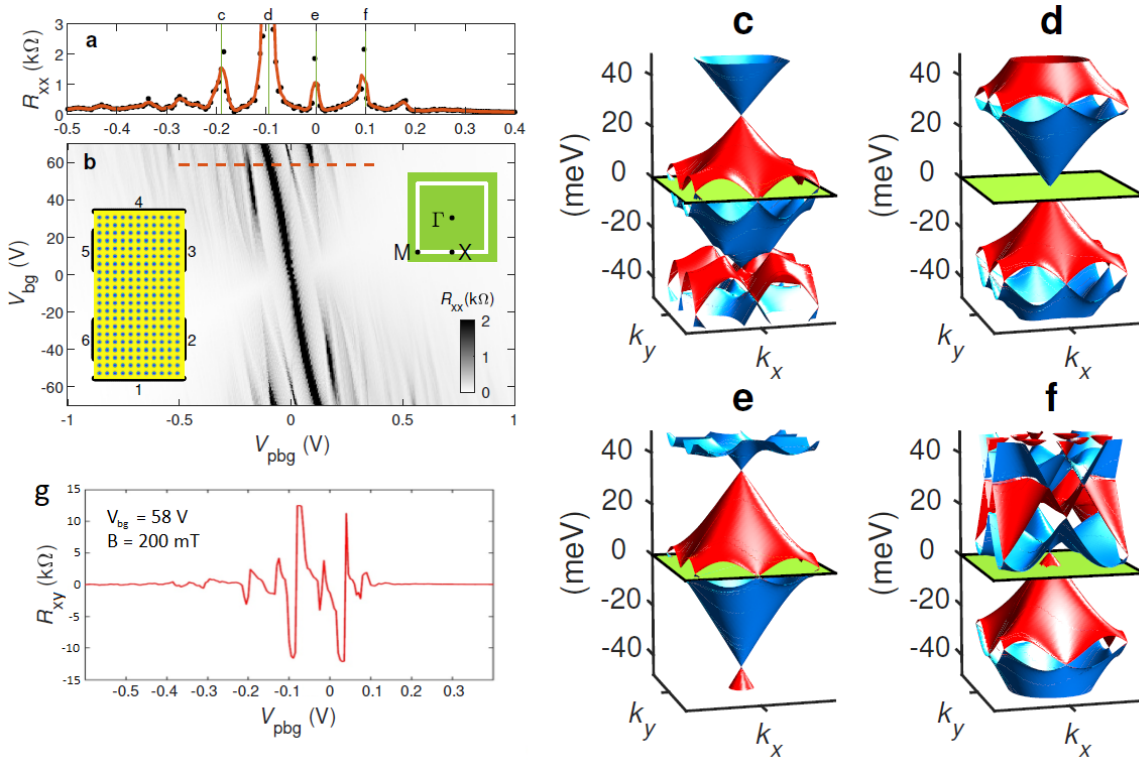 c d e f
a
R_xx (kΩ)
3
2
1
0
-0.5 -0.4 -0.3 -0.2 -0.1 0 0.1 0.2 0.3 0.4
b
V_bg (V)
60
40
20
0
-20
-40
-60
4
5 3
6 2
1
Γ
M X
R_xx(kΩ)
2
1
0
-1 -0.5 0 0.5 1
V_pbg (V)
g
V_bg = 58 V
B = 200 mT
R_xy (kΩ)
15
10
5
0
-5
-10
15
-0.5 -0.4 -0.3 -0.2 -0.1 0 0.1 0.2 0.3
V_pbg (V)
c
(meV)
40
20
0
-20
-40
k_y
k_x
d
(meV)
40
20
0
-20
-40
k_y
k_x
e
(meV)
40
20
0
-20
-40
k_y
k_x
f
(meV)
40
20
0
-20
-40
k_y
k_x